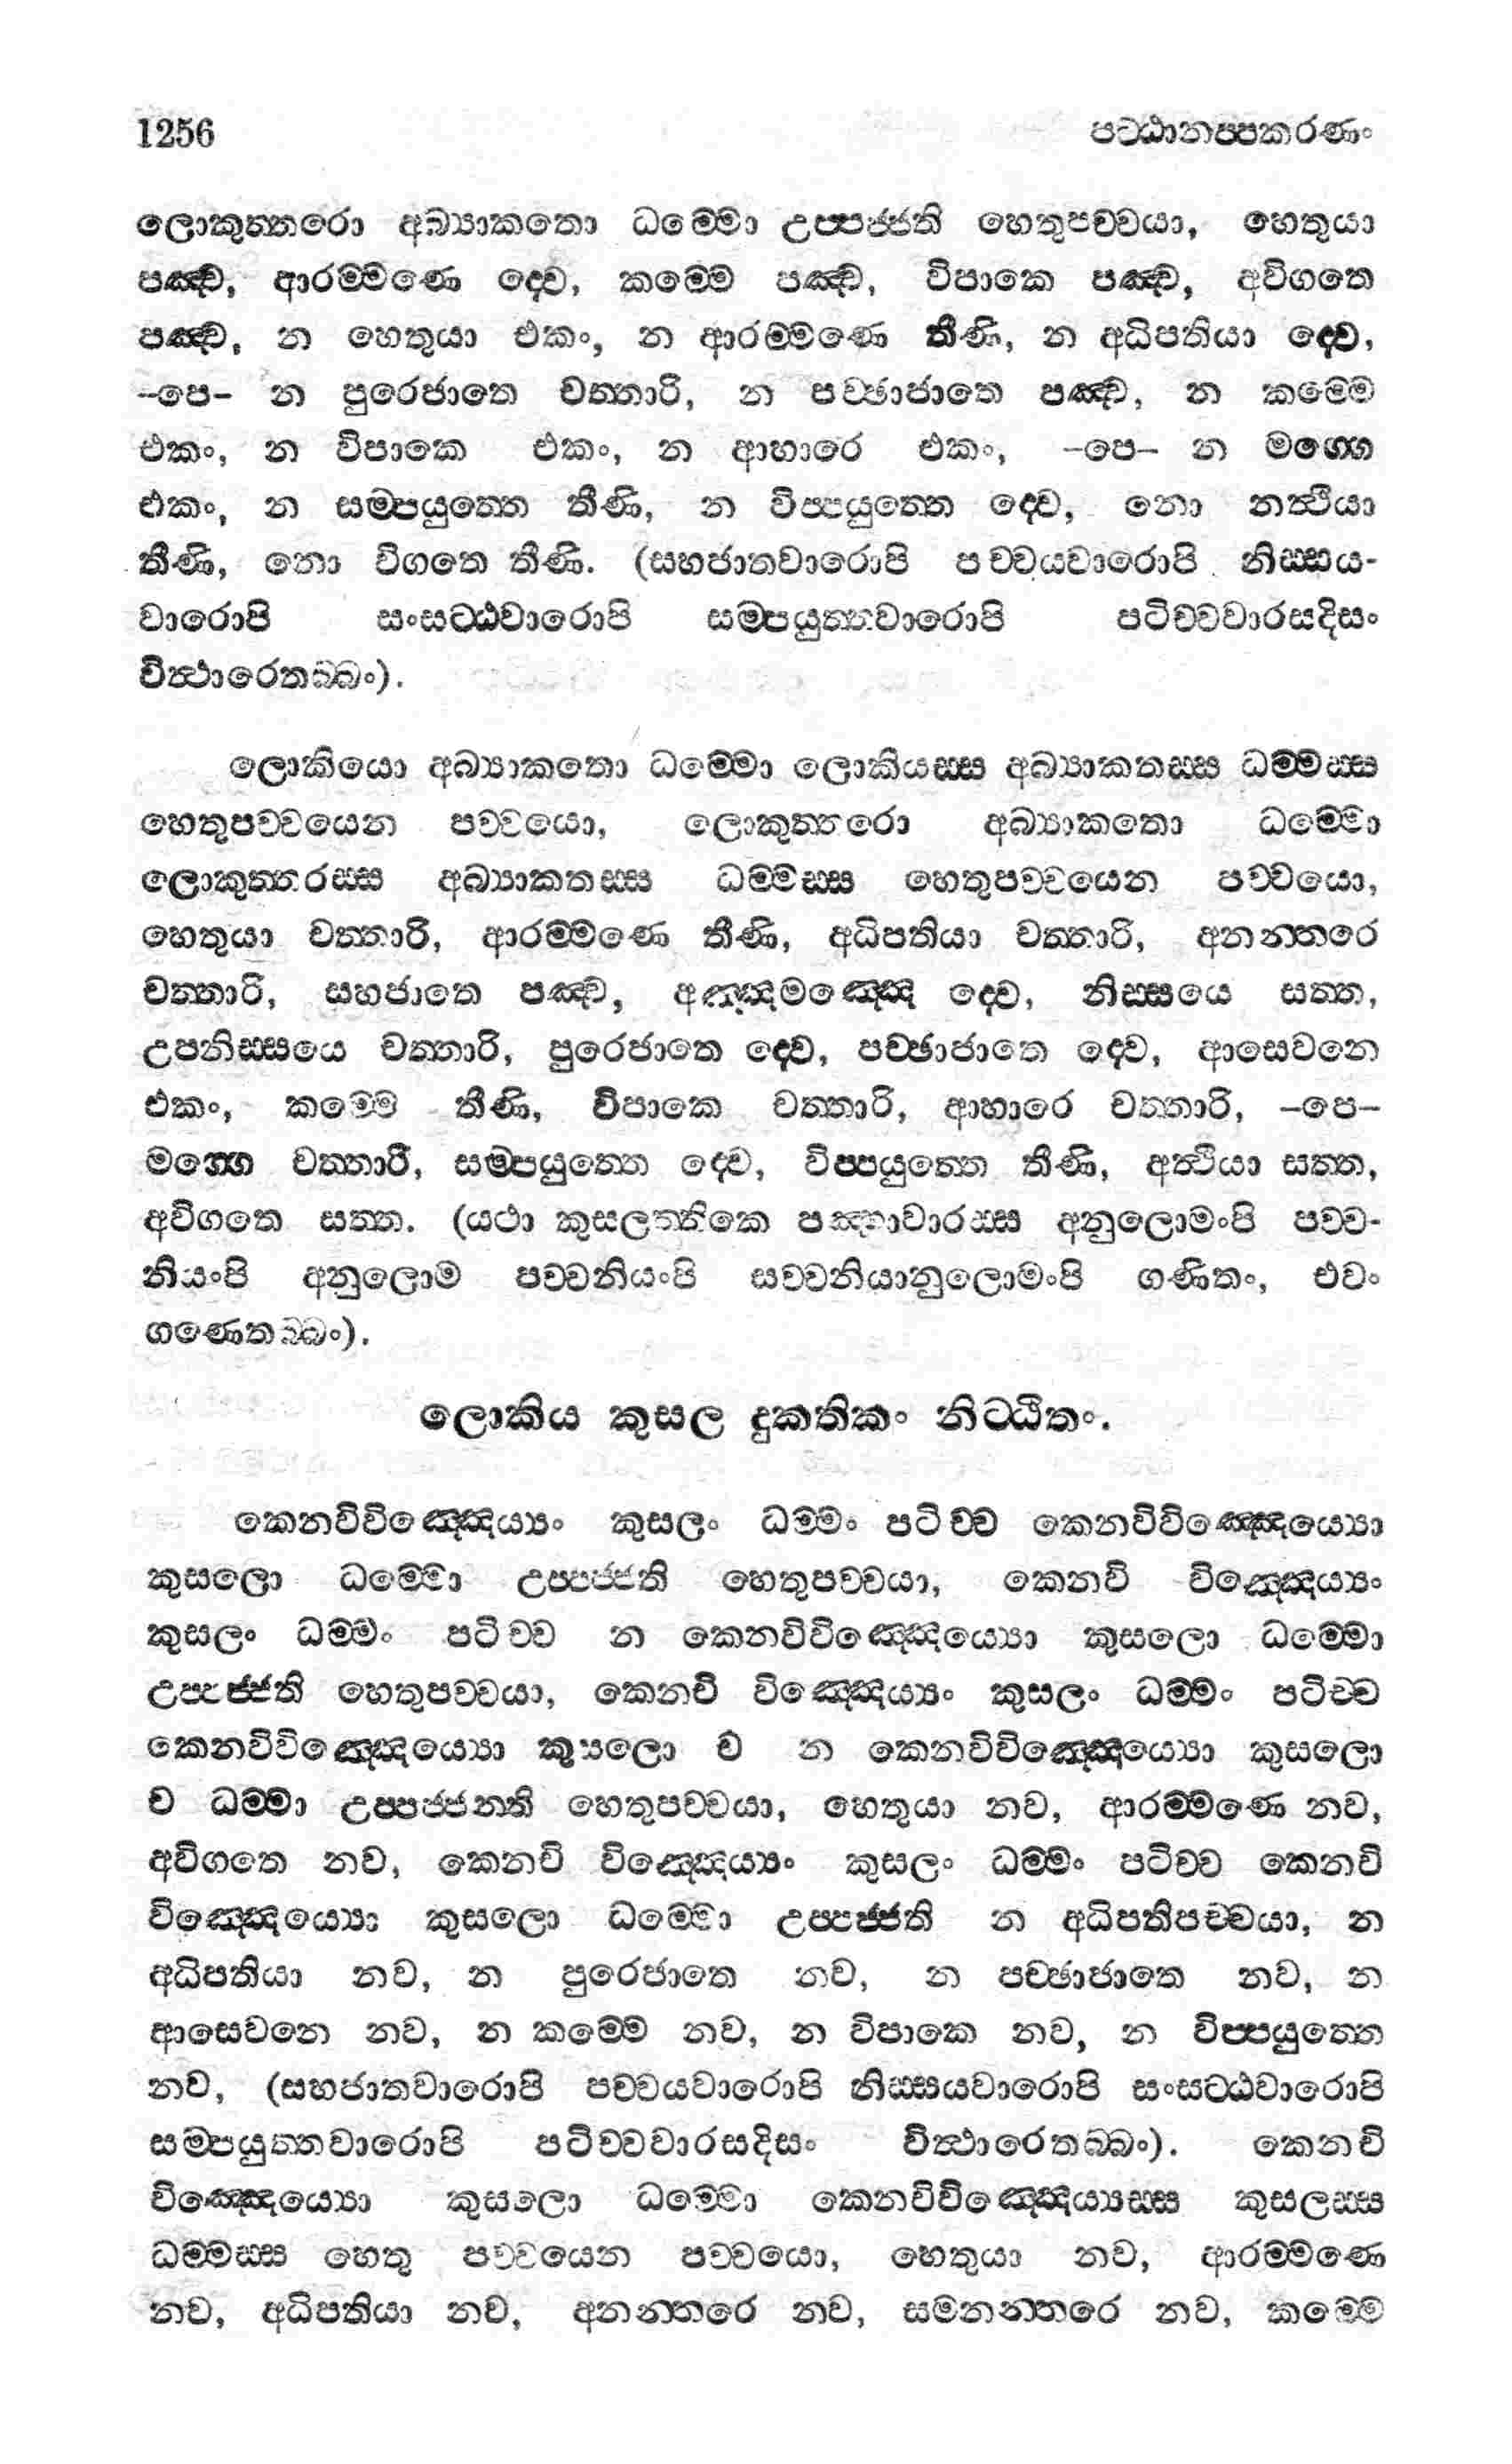 1256 පට්ඨානප්පකරණං
ලොකුත්තරො අබ්‍යාකතො ධම්මො උප්පජ්ජති හෙතුපච්චයා, හෙතුයා
පඤ්ච, ආරම්මණෙ ද්වෙ, කම්මෙ පඤ්ච, විපාකෙ පඤ්ච, අවිගතෙ
පඤ්ච, න හෙතුයා එකං, න ආරම්මණෙ තීණි, න අධිපතියා ද්වෙ,
–පෙ– න පුරෙජාතෙ චත්තාරි, න පච්ඡාජාතෙ පඤ්ච, න කම්මෙ
එකං, න විපාකෙ එකං, න ආහාරෙ එකං, –පෙ– න මග්ගෙ
එකං, න සම්පයුත්තෙ තීණි, න විප්පයුත්තෙ ද්වෙ, නො නත්ථියා
තීණි, නො විගතෙ තීණි. (සහජාතවාරොපි පච්චයවාරොපි නිස්සය-
වාරොපි සංසට්ඨවාරොපි සම්පයුත්තවාරොපි පටිච්චවාරසදිසං
විත්ථාරෙතබ්බං).
ලොකියො අබ්‍යාකතො ධම්මො ලොකියස්ස අබ්‍යාකතස්ස ධම්මස්ස
හෙතුපච්චයෙන පච්චයො, ලොකුත්තරො අබ්‍යාකතො ධම්මො
ලොකුත්තරස්ස අබ්‍යාකතස්ස ධම්මස්ස හෙතුපච්චයෙන පච්චයො,
හෙතුයා චත්තාරි, ආරම්මණෙ තීණි, අධිපතියා චත්තාරි, අනන්තරෙ
චත්තාරි, සහජාතෙ පඤ්ච, අඤ්ඤමඤ්ඤෙ ද්වෙ, නිස්සයෙ සත්ත,
උපනිස්සයෙ චත්තාරි, පුරෙජාතෙ ද්වෙ, පච්ඡාජාතෙ ද්වෙ, ආසෙවනෙ
එකං, කම්මෙ තීණි, විපාකෙ චත්තාරි, ආහාරෙ චත්තාරි, –පෙ–
මග්ගෙ චත්තාරි, සම්පයුත්තෙ ද්වෙ, විප්පයුත්තෙ තීණි, අත්ථියා සත්ත,
අවිගතෙ සත්ත. (යථා කුසලත්තිකෙ පඤ්හාවාරස්ස අනුලොමංපි පච්ච-
නියංපි අනුලොම පච්චනියංපි සච්චනියානුලොමංපි ගණිතං, එවං
ගණෙතබ්බං).
ලොකිය කුසල දුකතිකං නිට්ඨිතං.
කෙනචිවිඤ්ඤෙය්‍යං කුසලං ධම්මං පටිච්ච කෙනචිවිඤ්ඤෙය්‍යො
කුසලො ධම්මො උප්පජ්ජති හෙතුපච්චයා, කෙනචි විඤ්ඤෙය්‍යං
කුසලං ධම්මං පටිච්ච න කෙනචිවිඤ්ඤෙය්‍යො කුසලො ධම්මො
උප්පජ්ජති හෙතුපච්චයා, කෙනචි විඤ්ඤෙය්‍යං කුසලං ධම්මං පටිච්ච
කෙනචිවිඤ්ඤෙය්‍යො කුසලො ච න කෙනචිවිඤ්ඤෙය්‍යො කුසලො
ච ධම්මා උප්පජ්ජන්ති හෙතුපච්චයා, හෙතුයා නව, ආරම්මණෙ නව,
අවිගතෙ නව, කෙනචි විඤ්ඤෙය්‍යං කුසලං ධම්මං පටිච්ච කෙනචි
විඤ්ඤෙය්‍යො කුසලො ධම්මො උප්පජ්ජති න අධිපතිපච්චයා, න
අධිපතියා නව, න පුරෙජාතෙ නව, න පච්ඡාජාතෙ නව, න
ආසෙවනෙ නව, න කම්මෙ නව, න විපාකෙ නව, න විප්පයුත්තෙ
නව, (සහජාතවාරොපි පච්චයවාරොපි නිස්සයවාරොපි සංසට්ඨවාරොපි
සම්පයුත්තවාරොපි පටිච්චවාරසදිසං විත්ථාරෙතබ්බං). කෙනචි
විඤ්ඤෙය්‍යො කුසලො ධම්මො කෙනචිවිඤ්ඤෙය්‍යස්ස කුසලස්ස
ධම්මස්ස හෙතු පච්චයෙන පච්චයො, හෙතුයා නව, ආරම්මණෙ
නව, අධිපතියා නව, අනන්තරෙ නව, සමනන්තරෙ නව, කම්මෙ